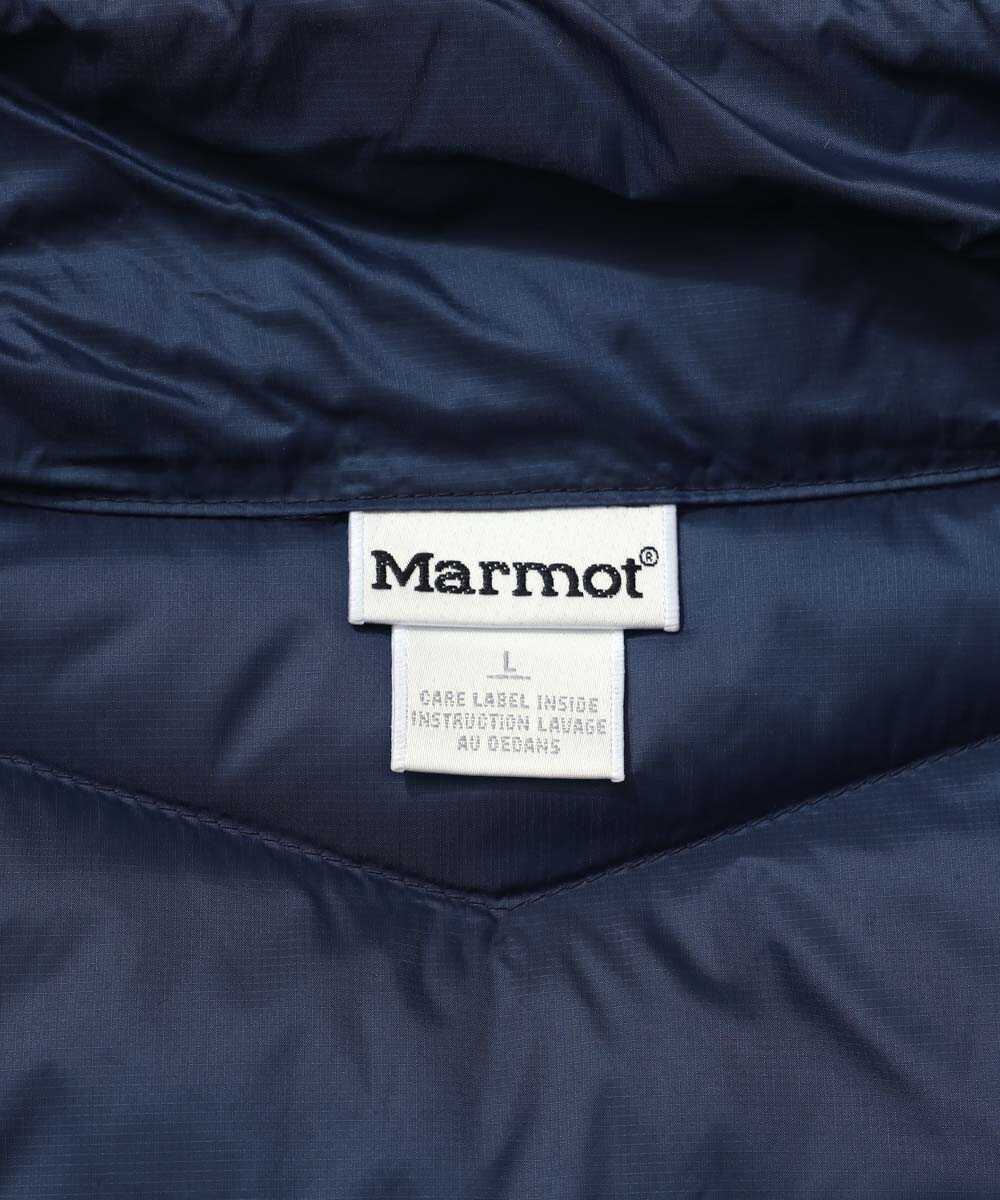 Marmot®
L
CARE LABEL INSIDE
INSTRUCTION LAVAGE
AU DEDANS